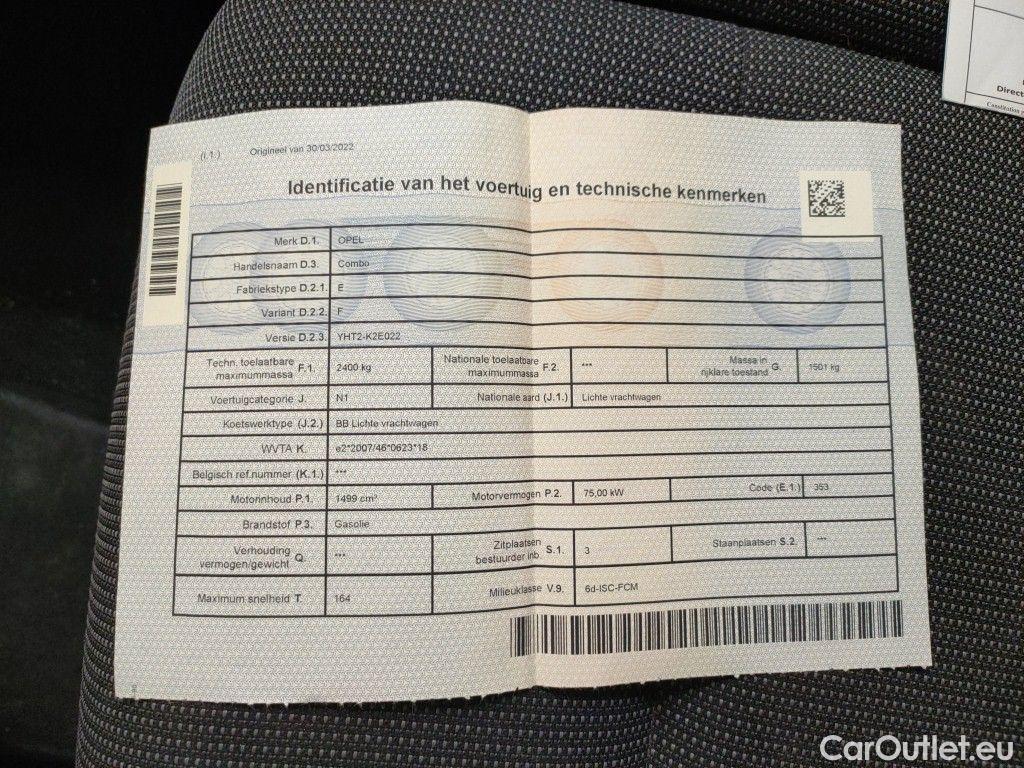 Direct
Constitution
(I.1.) Origineel van 30/03/2022
Identificatie van het voertuig en technische kenmerken
Merk D.1. OPEL
Handelsnaam D.3. Combo
Fabriekstype D.2.1. E
Variant D.2.2. F
Versie D.2.3. YHT2-K2E022
Techn. toelaatbare maximummassa F.1. 2400 kg Nationale toelaatbare maximummassa F.2. *** Massa in rijklare toestand G. 1501 kg
Voertuigcategorie J. N1 Nationale aard (J.1.) Lichte vrachtwagen
Koetswerktype (J.2.) BB Lichte vrachtwagen
WVTA K. e2*2007/46*0623*18
Belgisch ref.nummer (K.1.) ***
Motorinhoud P.1. 1499 cm³ Motorvermogen P.2. 75,00 kW Code (E.1.) 353
Brandstof P.3. Gasolie
Verhouding vermogen/gewicht Q. *** Zitplaatsen bestuurder inb. S.1. 3 Staanplaatsen S.2. ***
Maximum snelheid T. 164 Milieuklasse V.9. 6d-ISC-FCM
CarOutlet.eu